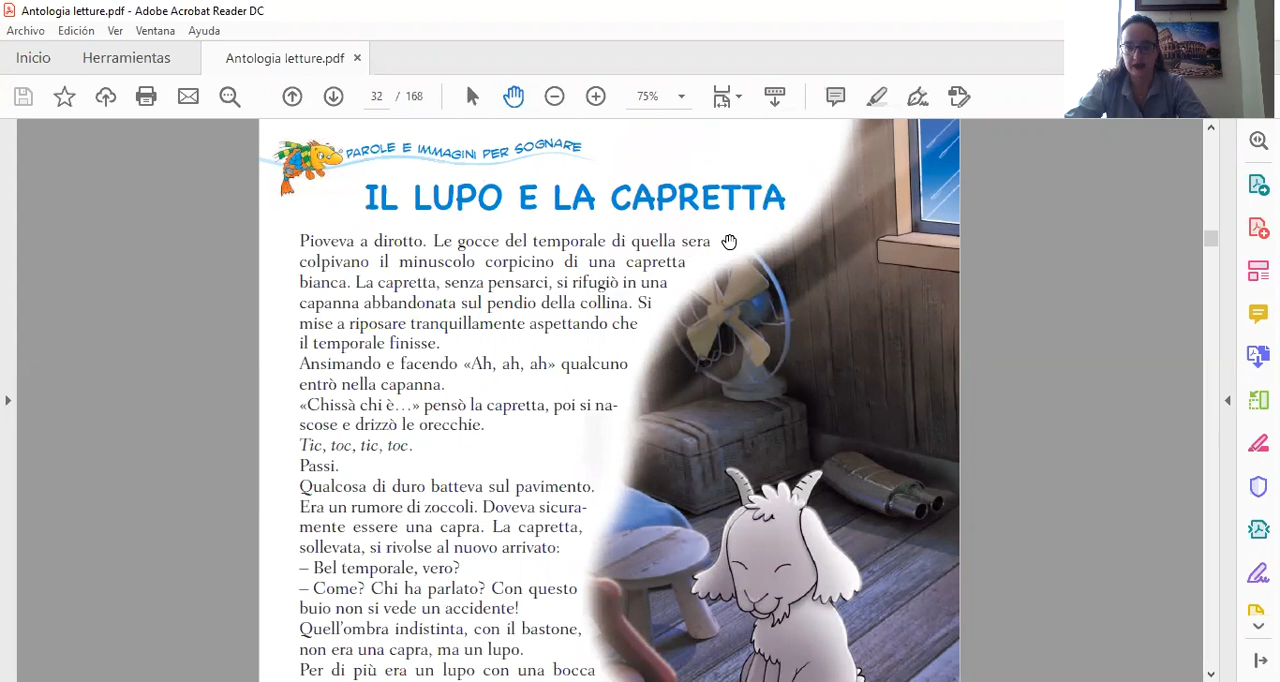 Antologia letture.pdf - Adobe Acrobat Reader DC
Archivo Edición Ver Ventana Ayuda
Inicio Herramientas Antologia letture.pdf ×
32 / 168 75%
PAROLE E IMMAGINI PER SOGNARE
IL LUPO E LA CAPRETTA
Pioveva a dirotto. Le gocce del temporale di quella sera
colpivano il minuscolo corpicino di una capretta
bianca. La capretta, senza pensarci, si rifugiò in una
capanna abbandonata sul pendio della collina. Si
mise a riposare tranquillamente aspettando che
il temporale finisse.
Ansimando e facendo «Ah, ah, ah» qualcuno
entrò nella capanna.
«Chissà chi è…» pensò la capretta, poi si na-
scose e drizzò le orecchie.
Tic, toc, tic, toc.
Passi.
Qualcosa di duro batteva sul pavimento.
Era un rumore di zoccoli. Doveva sicura-
mente essere una capra. La capretta,
sollevata, si rivolse al nuovo arrivato:
– Bel temporale, vero?
– Come? Chi ha parlato? Con questo
buio non si vede un accidente!
Quell'ombra indistinta, con il bastone,
non era una capra, ma un lupo.
Per di più era un lupo con una bocca